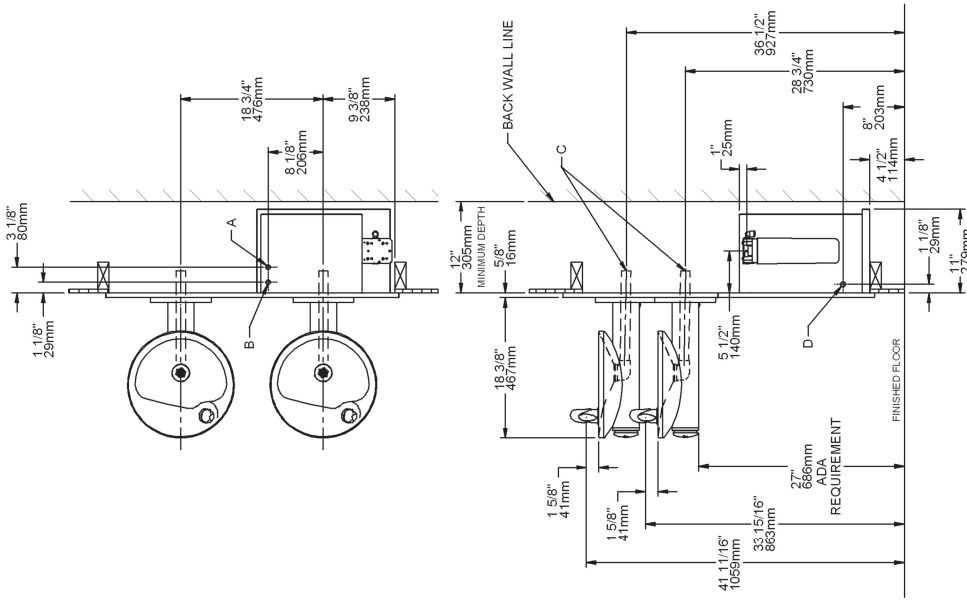 18 3/4"
476mm
9 3/8"
238mm
8 1/8"
206mm
3 1/8"
80mm
A
1 1/8"
29mm
B
12"
305mm
MINIMUM DEPTH
5/8"
16mm
BACK WALL LINE
C
36 1/2"
927mm
28 3/4"
730mm
1"
25mm
8"
203mm
4 1/2"
114mm
18 3/8"
467mm
5 1/2"
140mm
D
1 1/8"
29mm
11"
279mm
FINISHED FLOOR
1 5/8"
41mm
1 5/8"
41mm
27"
686mm
ADA
REQUIREMENT
33 15/16"
863mm
41 11/16"
1059mm